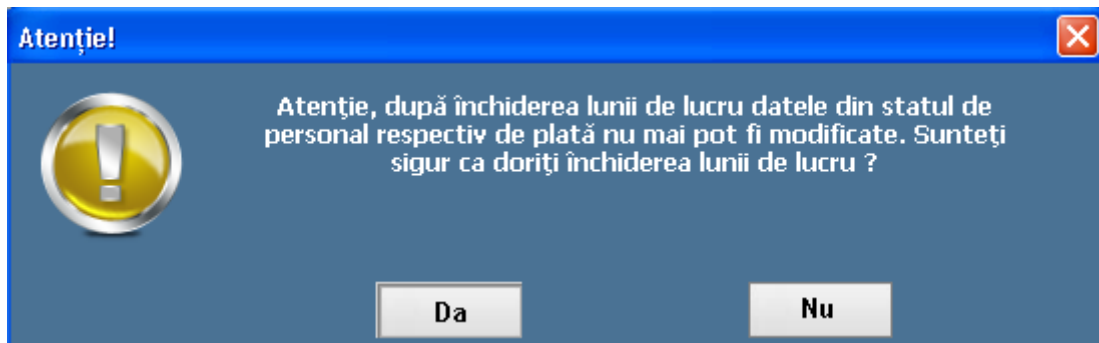 Atenție!
Atenţie, după închiderea lunii de lucru datele din statul de
personal respectiv de plată nu mai pot fi modificate. Sunteţi
sigur ca doriţi închiderea lunii de lucru ?
Da
Nu